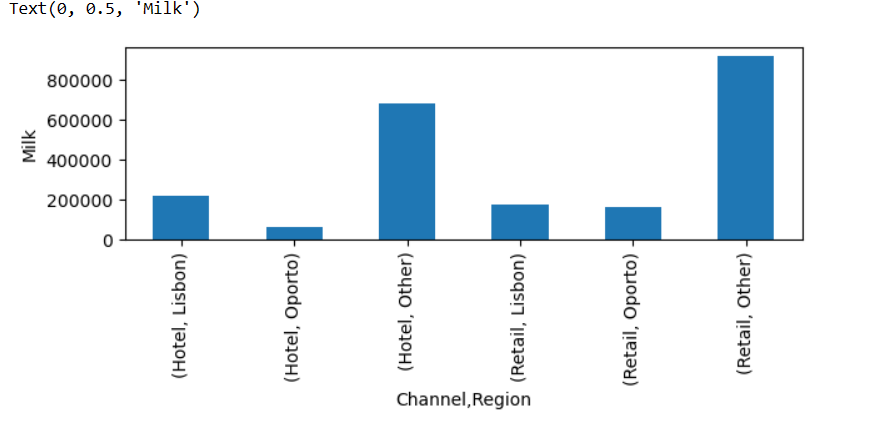 Text(0, 0.5, 'Milk')
800000
600000
400000
200000
0
Milk
(Hotel, Lisbon)
(Hotel, Oporto)
(Hotel, Other)
(Retail, Lisbon)
(Retail, Oporto)
(Retail, Other)
Channel,Region